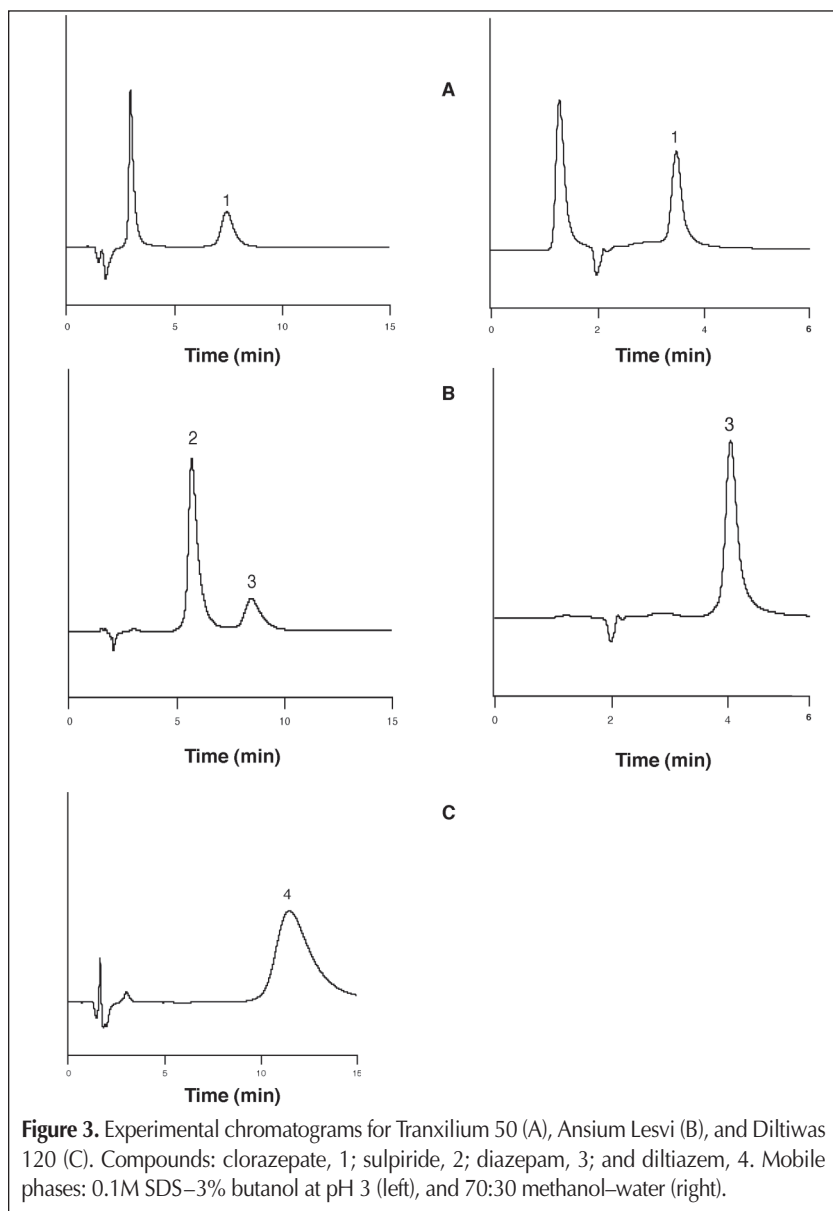 A
1
1
0 5 10 15
0 2 4 6
Time (min)
Time (min)
B
2
3
3
0 5 10 15
0 2 4 6
Time (min)
Time (min)
C
4
0 5 10 15
Time (min)
Figure 3. Experimental chromatograms for Tranxilium 50 (A), Ansium Lesvi (B), and Diltiwas
120 (C). Compounds: clorazepate, 1; sulpiride, 2; diazepam, 3; and diltiazem, 4. Mobile
phases: 0.1M SDS–3% butanol at pH 3 (left), and 70:30 methanol–water (right).